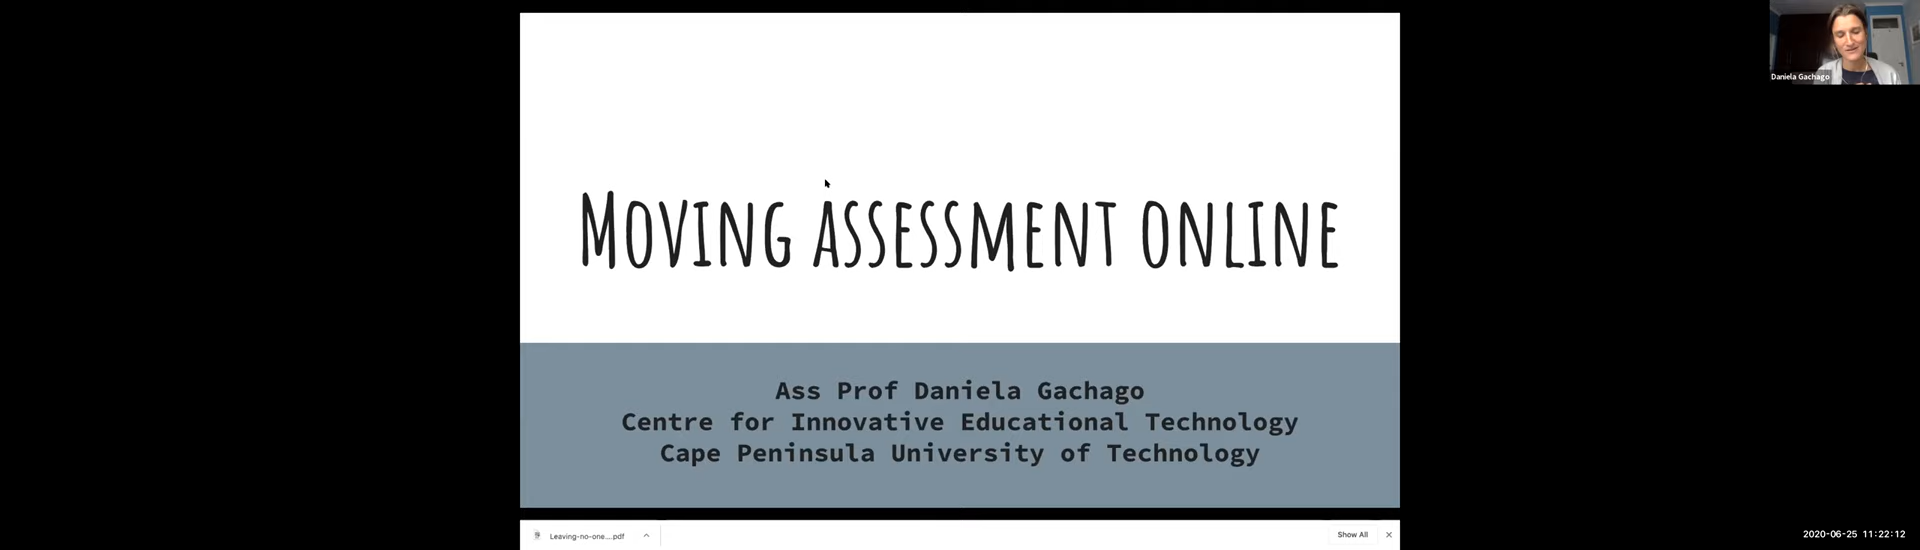 Daniela Gachago
MOVING ASSESSMENT ONLINE
Ass Prof Daniela Gachago
Centre for Innovative Educational Technology
Cape Peninsula University of Technology
Leaving-no-one....pdf
Show All
2020-06-25 11:22:12